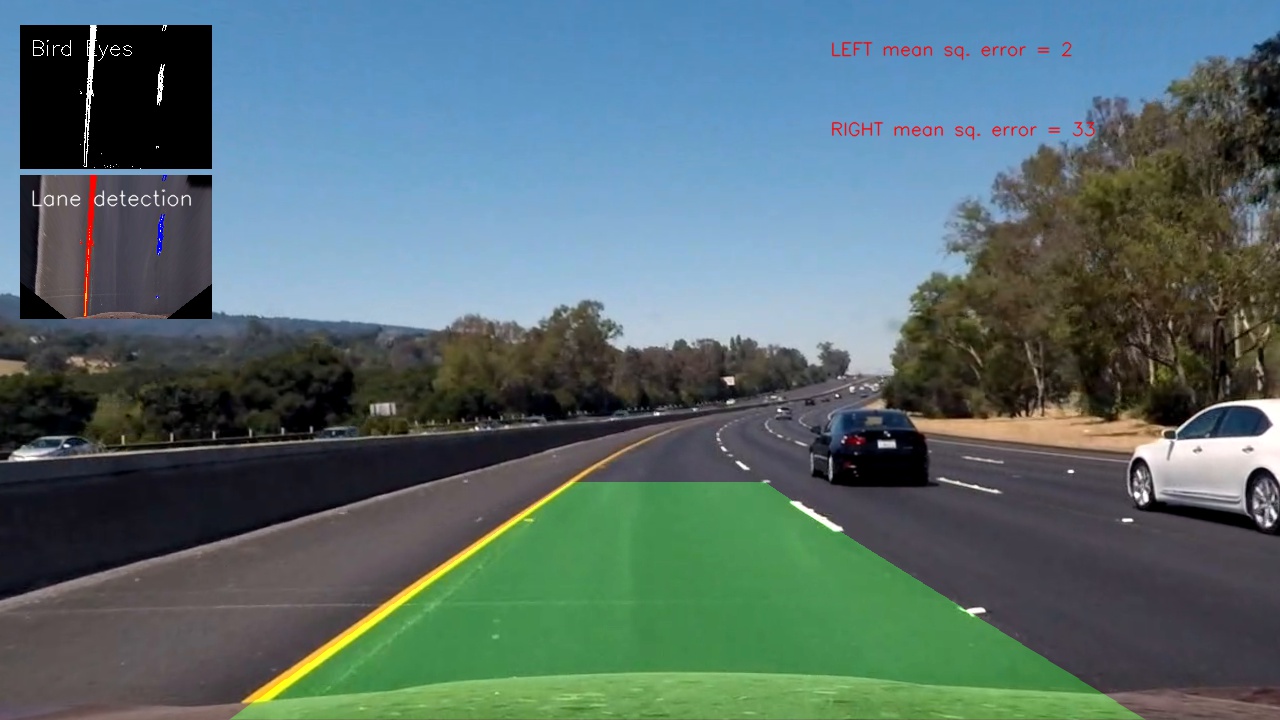 Bird Eyes
LEFT mean sq. error = 2
RIGHT mean sq. error = 33
Lane detection